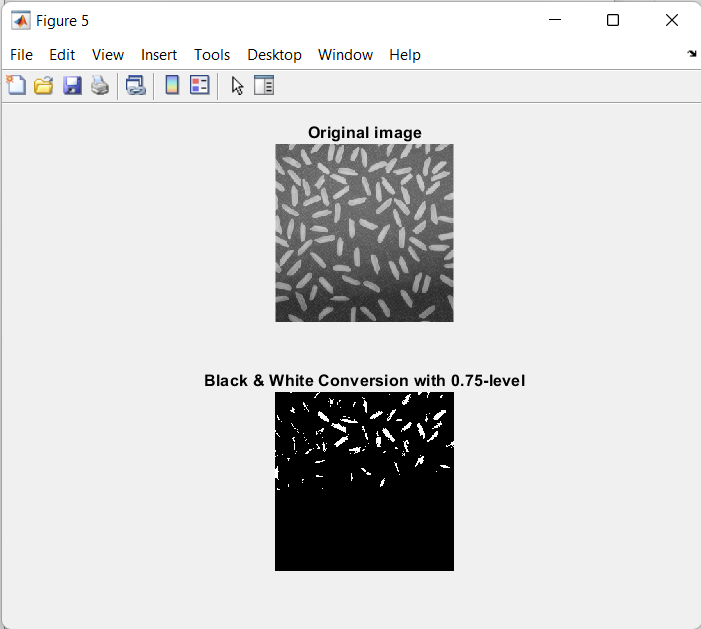 Figure 5
File Edit View Insert Tools Desktop Window Help
Original image
Black & White Conversion with 0.75-level